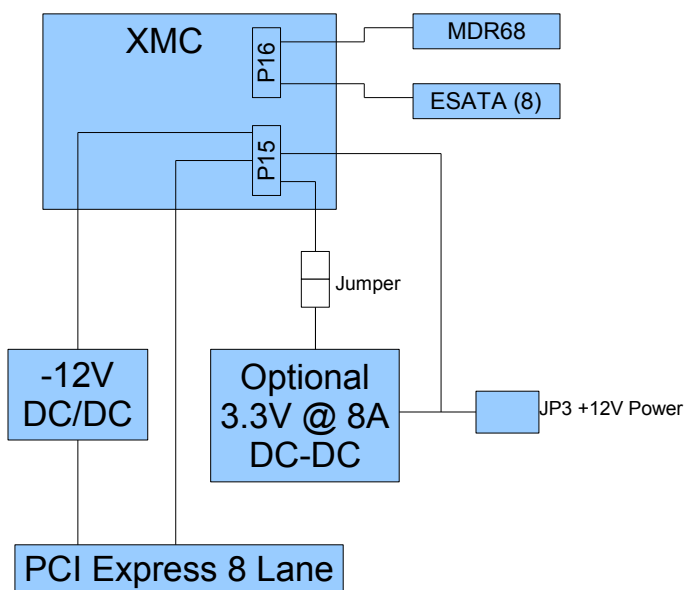 XMC
P16
MDR68
ESATA (8)
P15
Jumper
-12V
DC/DC
Optional
3.3V @ 8A
DC-DC
JP3 +12V Power
PCI Express 8 Lane